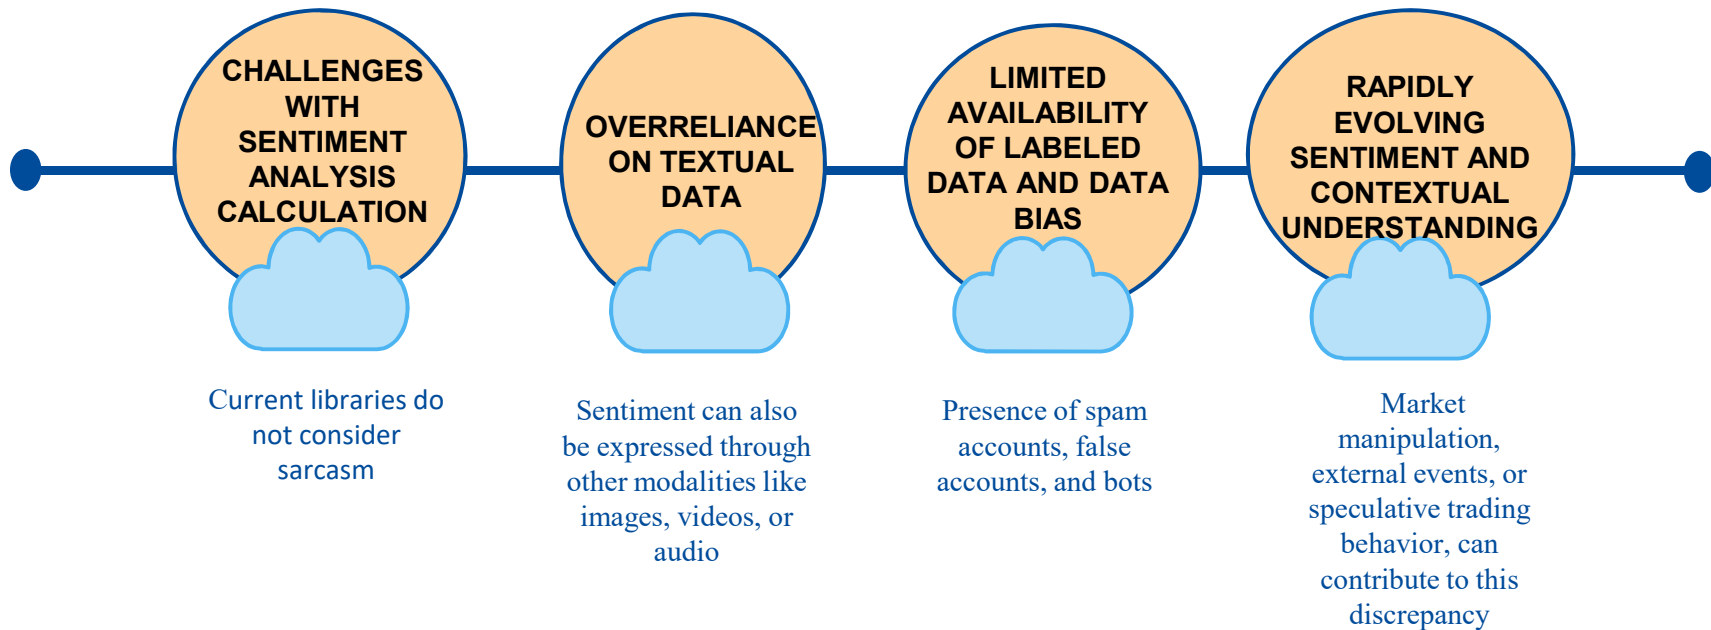 CHALLENGES
WITH
SENTIMENT
ANALYSIS
CALCULATION
Current libraries do
not consider
sarcasm
OVERRELIANCE
ON TEXTUAL
DATA
Sentiment can also
be expressed through
other modalities like
images, videos, or
audio
LIMITED
AVAILABILITY
OF LABELED
DATA AND DATA
BIAS
Presence of spam
accounts, false
accounts, and bots
RAPIDLY
EVOLVING
SENTIMENT AND
CONTEXTUAL
UNDERSTANDING
Market
manipulation,
external events, or
speculative trading
behavior, can
contribute to this
discrepancy